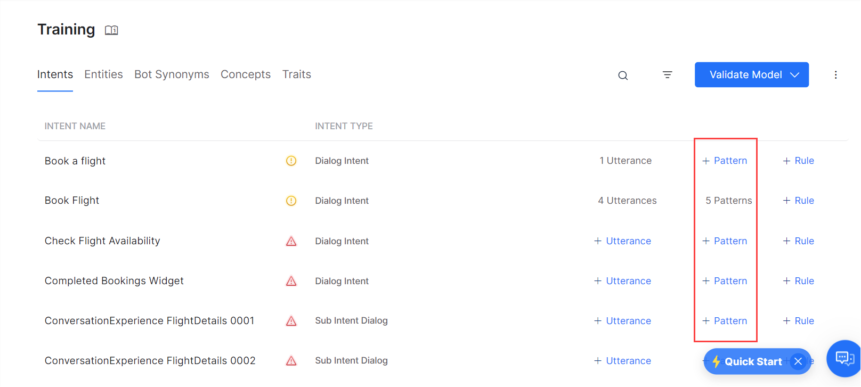 Training
Intents Entities Bot Synonyms Concepts Traits Validate Model
INTENT NAME INTENT TYPE
Book a flight Dialog Intent 1 Utterance + Pattern + Rule
Book Flight Dialog Intent 4 Utterances 5 Patterns + Rule
Check Flight Availability Dialog Intent + Utterance + Pattern + Rule
Completed Bookings Widget Dialog Intent + Utterance + Pattern + Rule
ConversationExperience FlightDetails 0001 Sub Intent Dialog + Utterance + Pattern + Rule
ConversationExperience FlightDetails 0002 Sub Intent Dialog + Utterance
Quick Start